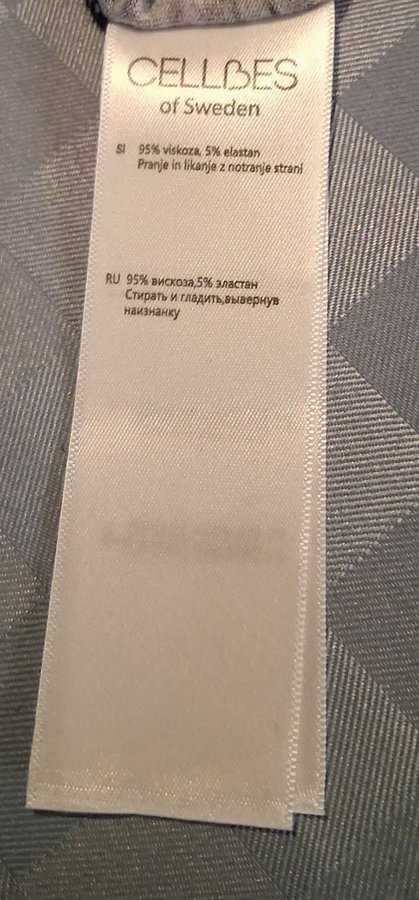 CELLBES
of Sweden
SI 95% viskoza, 5% elastan
Pranje in likanje z notranje strani
RU 95% вискоза,5% эластан
Стирать и гладить,вывернув
наизнанку